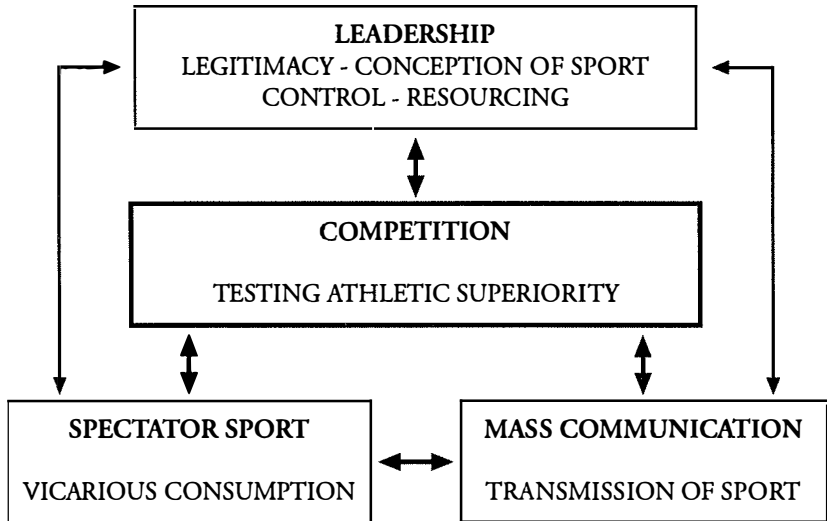 LEADERSHIP
LEGITIMACY - CONCEPTION OF SPORT
CONTROL - RESOURCING
COMPETITION
TESTING ATHLETIC SUPERIORITY
SPECTATOR SPORT
VICARIOUS CONSUMPTION
MASS COMMUNICATION
TRANSMISSION OF SPORT